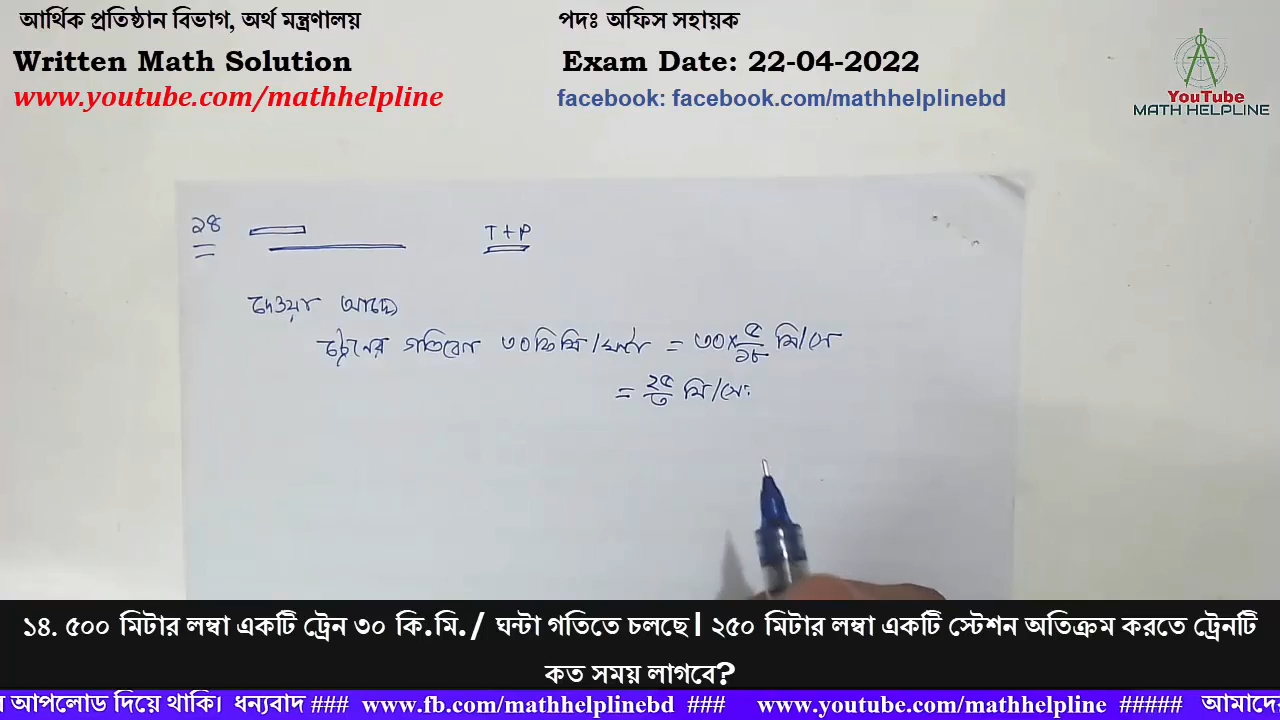 আর্থিক প্রতিষ্ঠান বিভাগ, অর্থ মন্ত্রণালয়
পদঃ অফিস সহায়ক
Written Math Solution
Exam Date: 22-04-2022
www.youtube.com/mathhelpline
facebook: facebook.com/mathhelplinebd
YouTube
MATH HELPLINE
১৪
T+P
দেওয়া আছে
ট্রেনের গতিবেগ ৩০ কিমি/ঘন্টা = ৩০×৫/১৮ মি/সে
= ২৫/৩ মি/সেঃ
১৪. ৫০০ মিটার লম্বা একটি ট্রেন ৩০ কি.মি./ ঘন্টা গতিতে চলছে। ২৫০ মিটার লম্বা একটি স্টেশন অতিক্রম করতে ট্রেনটি
কত সময় লাগবে?
আপলোড দিয়ে থাকি। ধন্যবাদ ### www.fb.com/mathhelplinebd ### www.youtube.com/mathhelpline ##### আমাদে